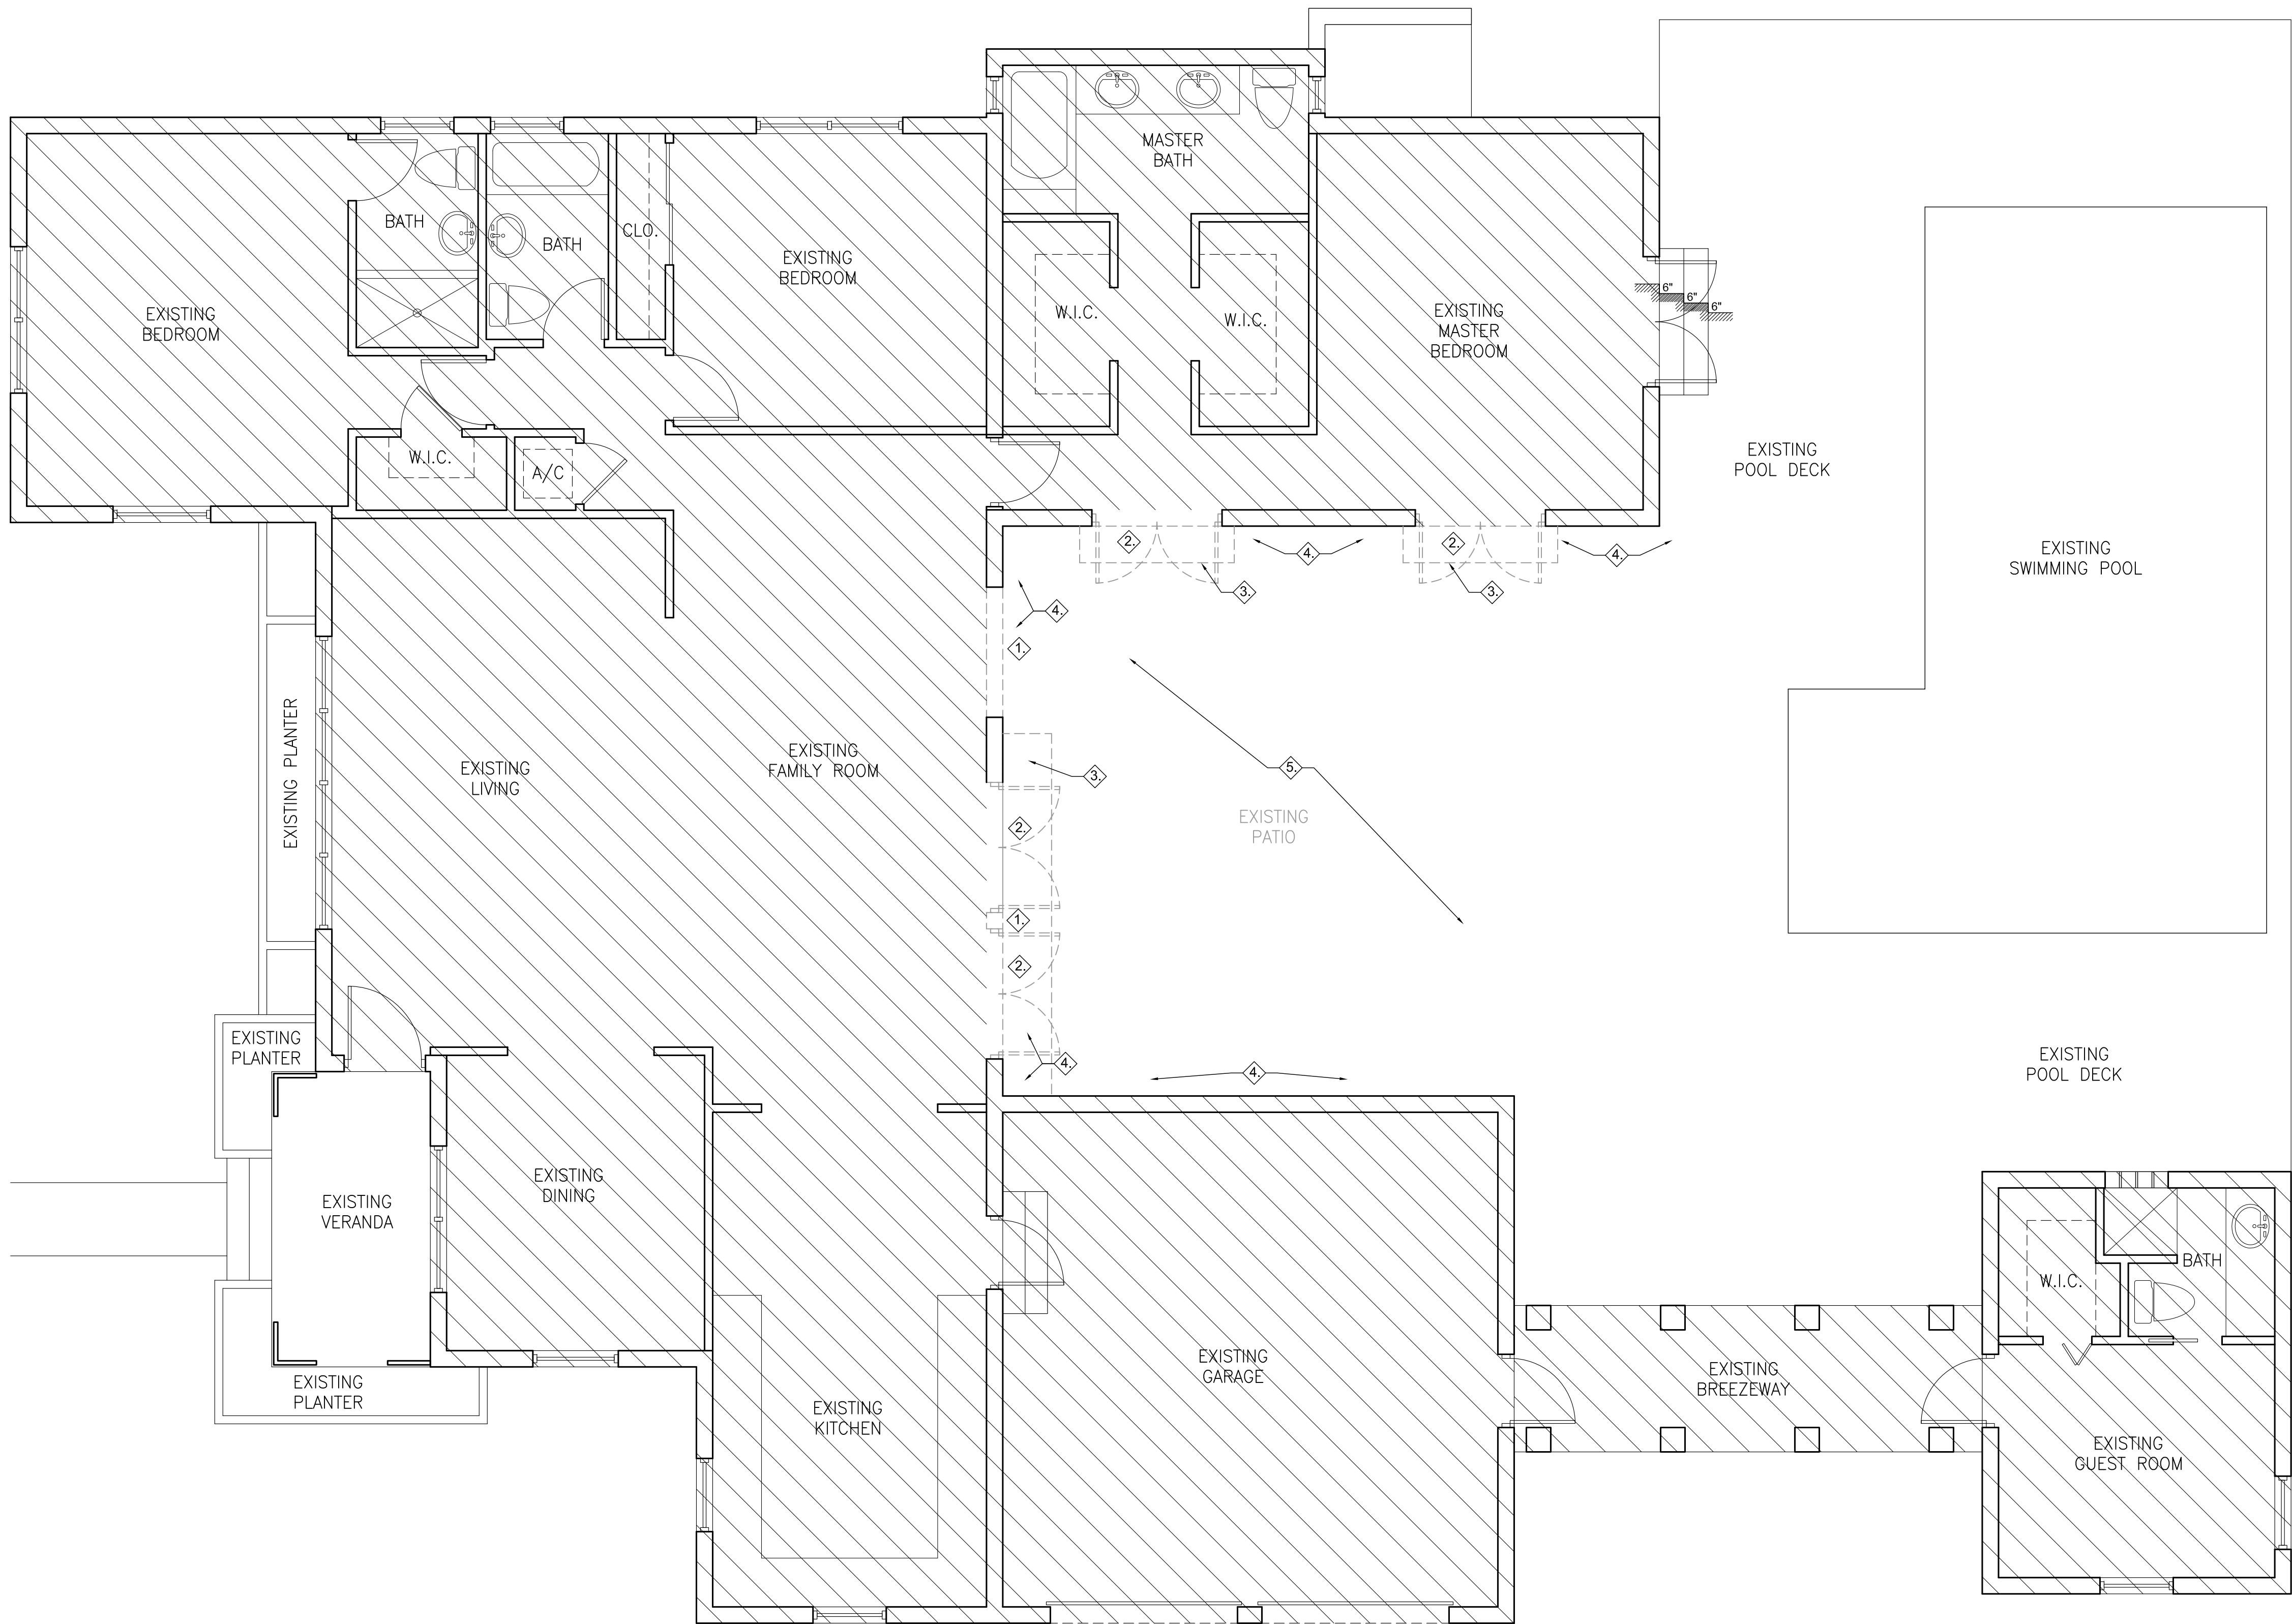 MASTER
BATH
BATH
BATH
CLO.
EXISTING
BEDROOM
EXISTING
BEDROOM
W.I.C.
W.I.C.
EXISTING
MASTER
BEDROOM
6"
6"
6"
W.I.C.
A/C
EXISTING
POOL DECK
EXISTING
SWIMMING POOL
2.
4.
2.
4.
3.
3.
4.
1.
EXISTING PLANTER
EXISTING
LIVING
EXISTING
FAMILY ROOM
3.
5.
2.
EXISTING
PATIO
1.
2.
4.
4.
EXISTING
PLANTER
EXISTING
POOL DECK
EXISTING
VERANDA
EXISTING
DINING
W.I.C.
BATH
EXISTING
PLANTER
EXISTING
KITCHEN
EXISTING
GARAGE
EXISTING
BREEZEWAY
EXISTING
GUEST ROOM